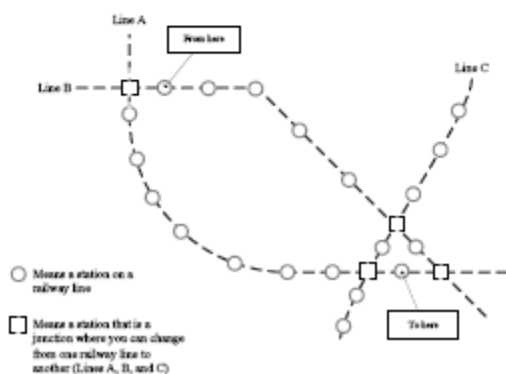 Line A
From here
Line B
Line C
Means a station on a
railway line
Means a station that is a
junction where you can change
from one railway line to
another (Lines A, B, and C)
To here